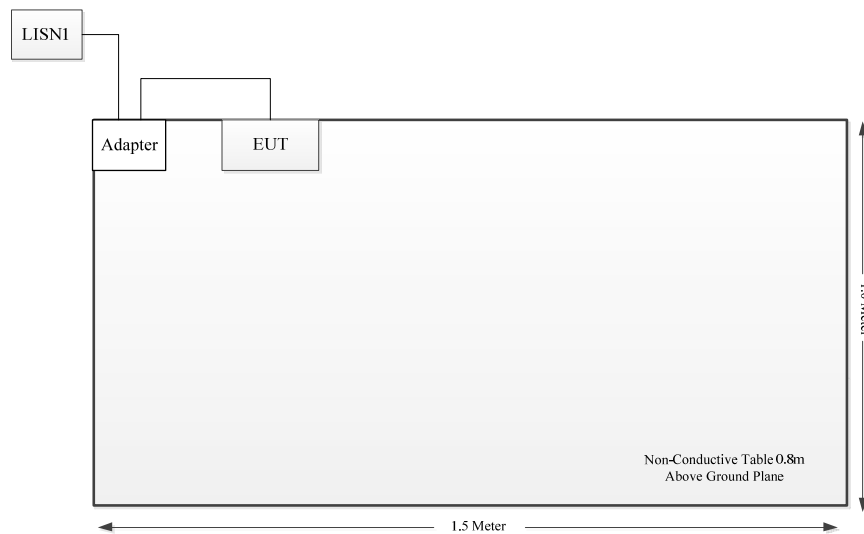 LISN1
Adapter
EUT
Non-Conductive Table 0.8m
Above Ground Plane
1.5 Meter